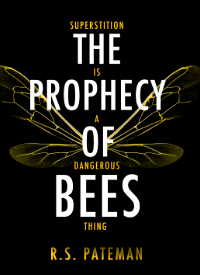 SUPERSTITION
THE
IS
PROPHECY
A
OF
DANGEROUS
BEES
THING
R.S. PATEMAN